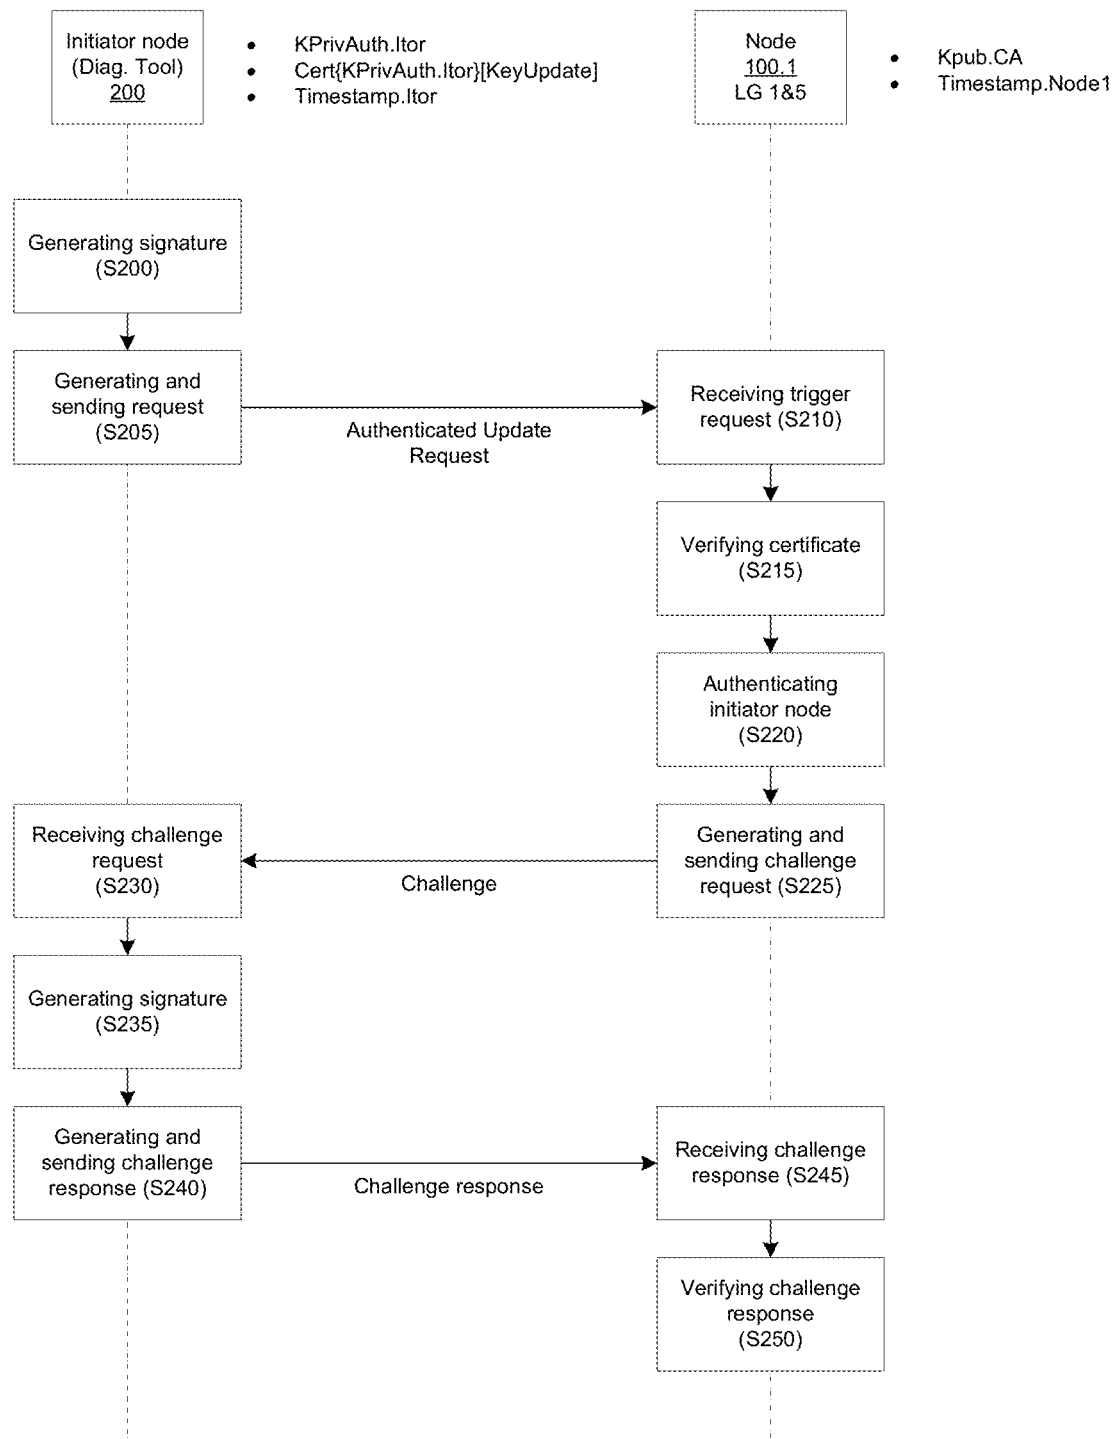 Initiator node
(Diag. Tool)
200
• KPrivAuth.Itor
• Cert{KPrivAuth.Itor}[KeyUpdate]
• Timestamp.Itor
Node
100.1
LG 1&5
• Kpub.CA
• Timestamp.Node1
Generating signature
(S200)
Generating and
sending request
(S205)
Authenticated Update
Request
Receiving trigger
request (S210)
Verifying certificate
(S215)
Authenticating
initiator node
(S220)
Generating and
sending challenge
request (S225)
Challenge
Receiving challenge
request
(S230)
Generating signature
(S235)
Generating and
sending challenge
response (S240)
Challenge response
Receiving challenge
response (S245)
Verifying challenge
response
(S250)